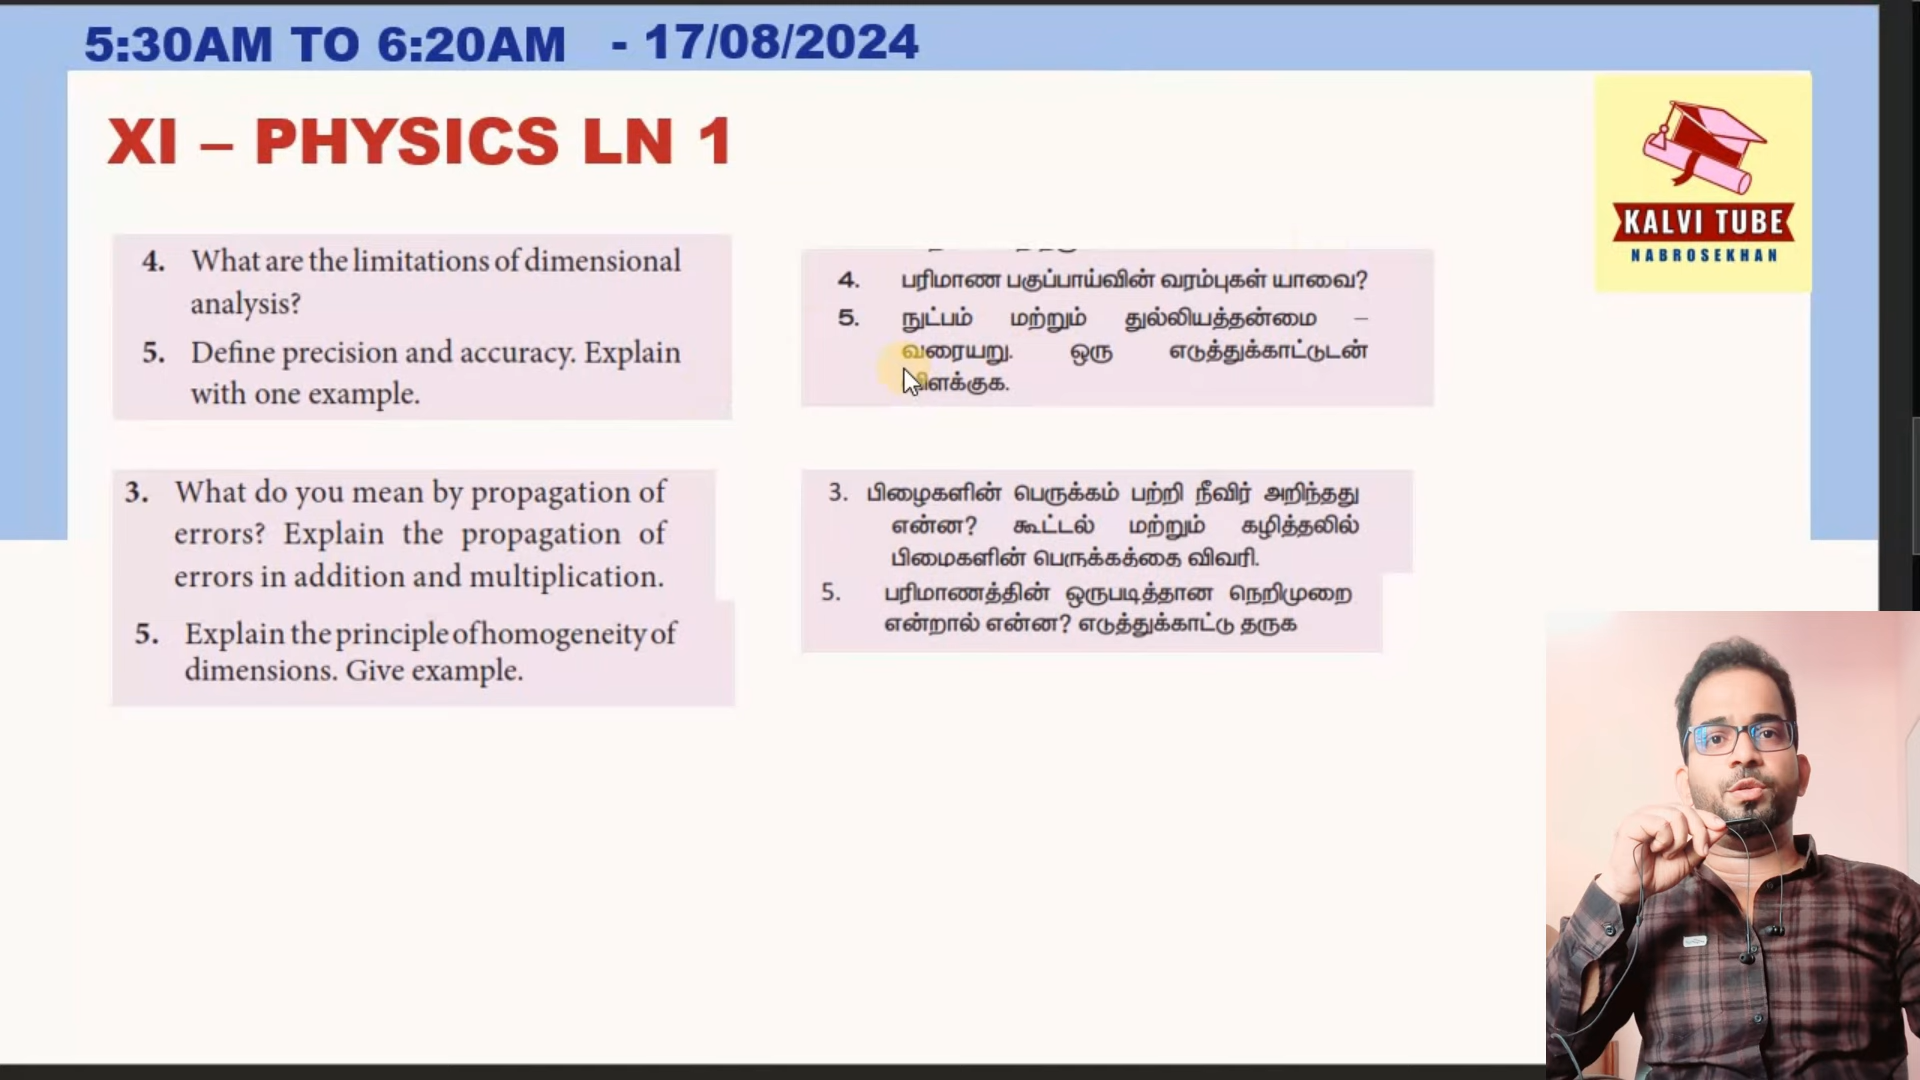 5:30AM TO 6:20AM - 17/08/2024
XI – PHYSICS LN 1
KALVI TUBE
NABROSEKHAN
4. What are the limitations of dimensional
analysis?
5. Define precision and accuracy. Explain
with one example.
4. பரிமாண பகுப்பாய்வின் வரம்புகள் யாவை?
5. நுட்பம் மற்றும் துல்லியத்தன்மை –
வரையறு. ஒரு எடுத்துக்காட்டுடன்
3. What do you mean by propagation of
errors? Explain the propagation of
errors in addition and multiplication.
5. Explain the principle of homogeneity of
dimensions. Give example.
3. பிழைகளின் பெருக்கம் பற்றி நீவிர் அறிந்தது
என்ன? கூட்டல் மற்றும் கழித்தலில்
பிழைகளின் பெருக்கத்தை விவரி.
5. பரிமாணத்தின் ஒருபடித்தான நெறிமுறை
என்றால் என்ன? எடுத்துக்காட்டு தருக